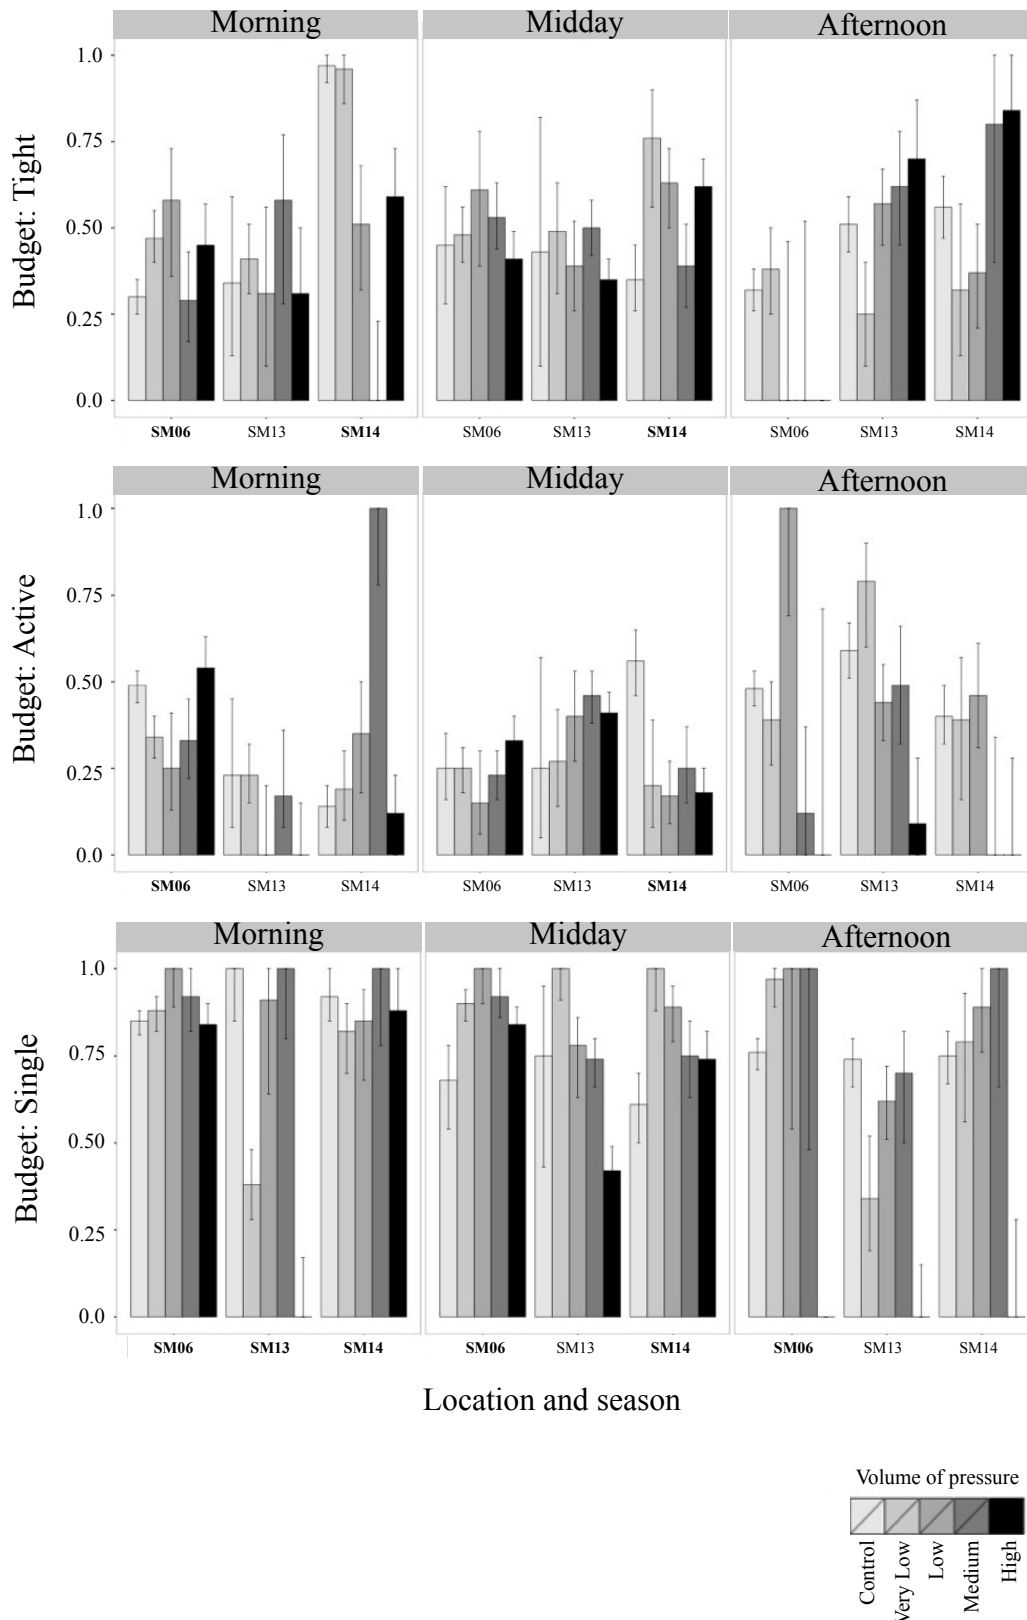 Morning Midday Afternoon
Budget: Tight
1.0
0.75
0.50
0.25
0.0
SM06 SM13 SM14 SM06 SM13 SM14 SM06 SM13 SM14
Morning Midday Afternoon
Budget: Active
1.0
0.75
0.50
0.25
0.0
SM06 SM13 SM14 SM06 SM13 SM14 SM06 SM13 SM14
Morning Midday Afternoon
Budget: Single
1.0
0.75
0.50
0.25
0.0
SM06 SM13 SM14 SM06 SM13 SM14 SM06 SM13 SM14
Location and season
Volume of pressure
Control
Very Low
Low
Medium
High